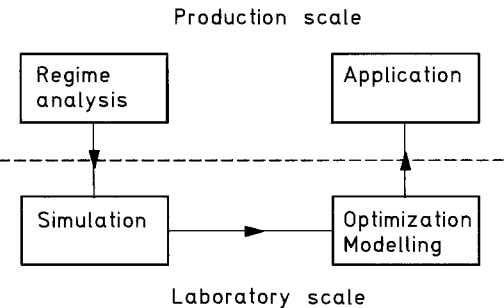 Production scale
Regime
analysis
Application
Simulation
Optimization
Modelling
Laboratory scale